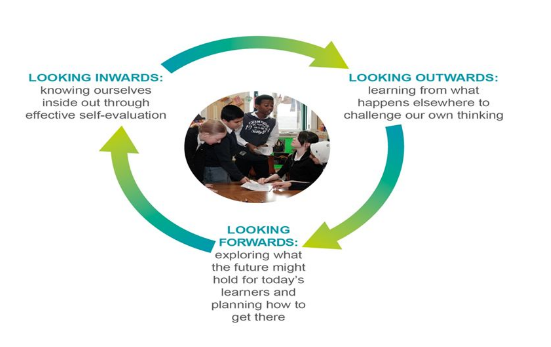 LOOKING INWARDS:
knowing ourselves
inside out through
effective self-evaluation
LOOKING OUTWARDS:
learning from what
happens elsewhere to
challenge our own thinking
LOOKING
FORWARDS:
exploring what
the future might
hold for today's
learners and
planning how to
get there